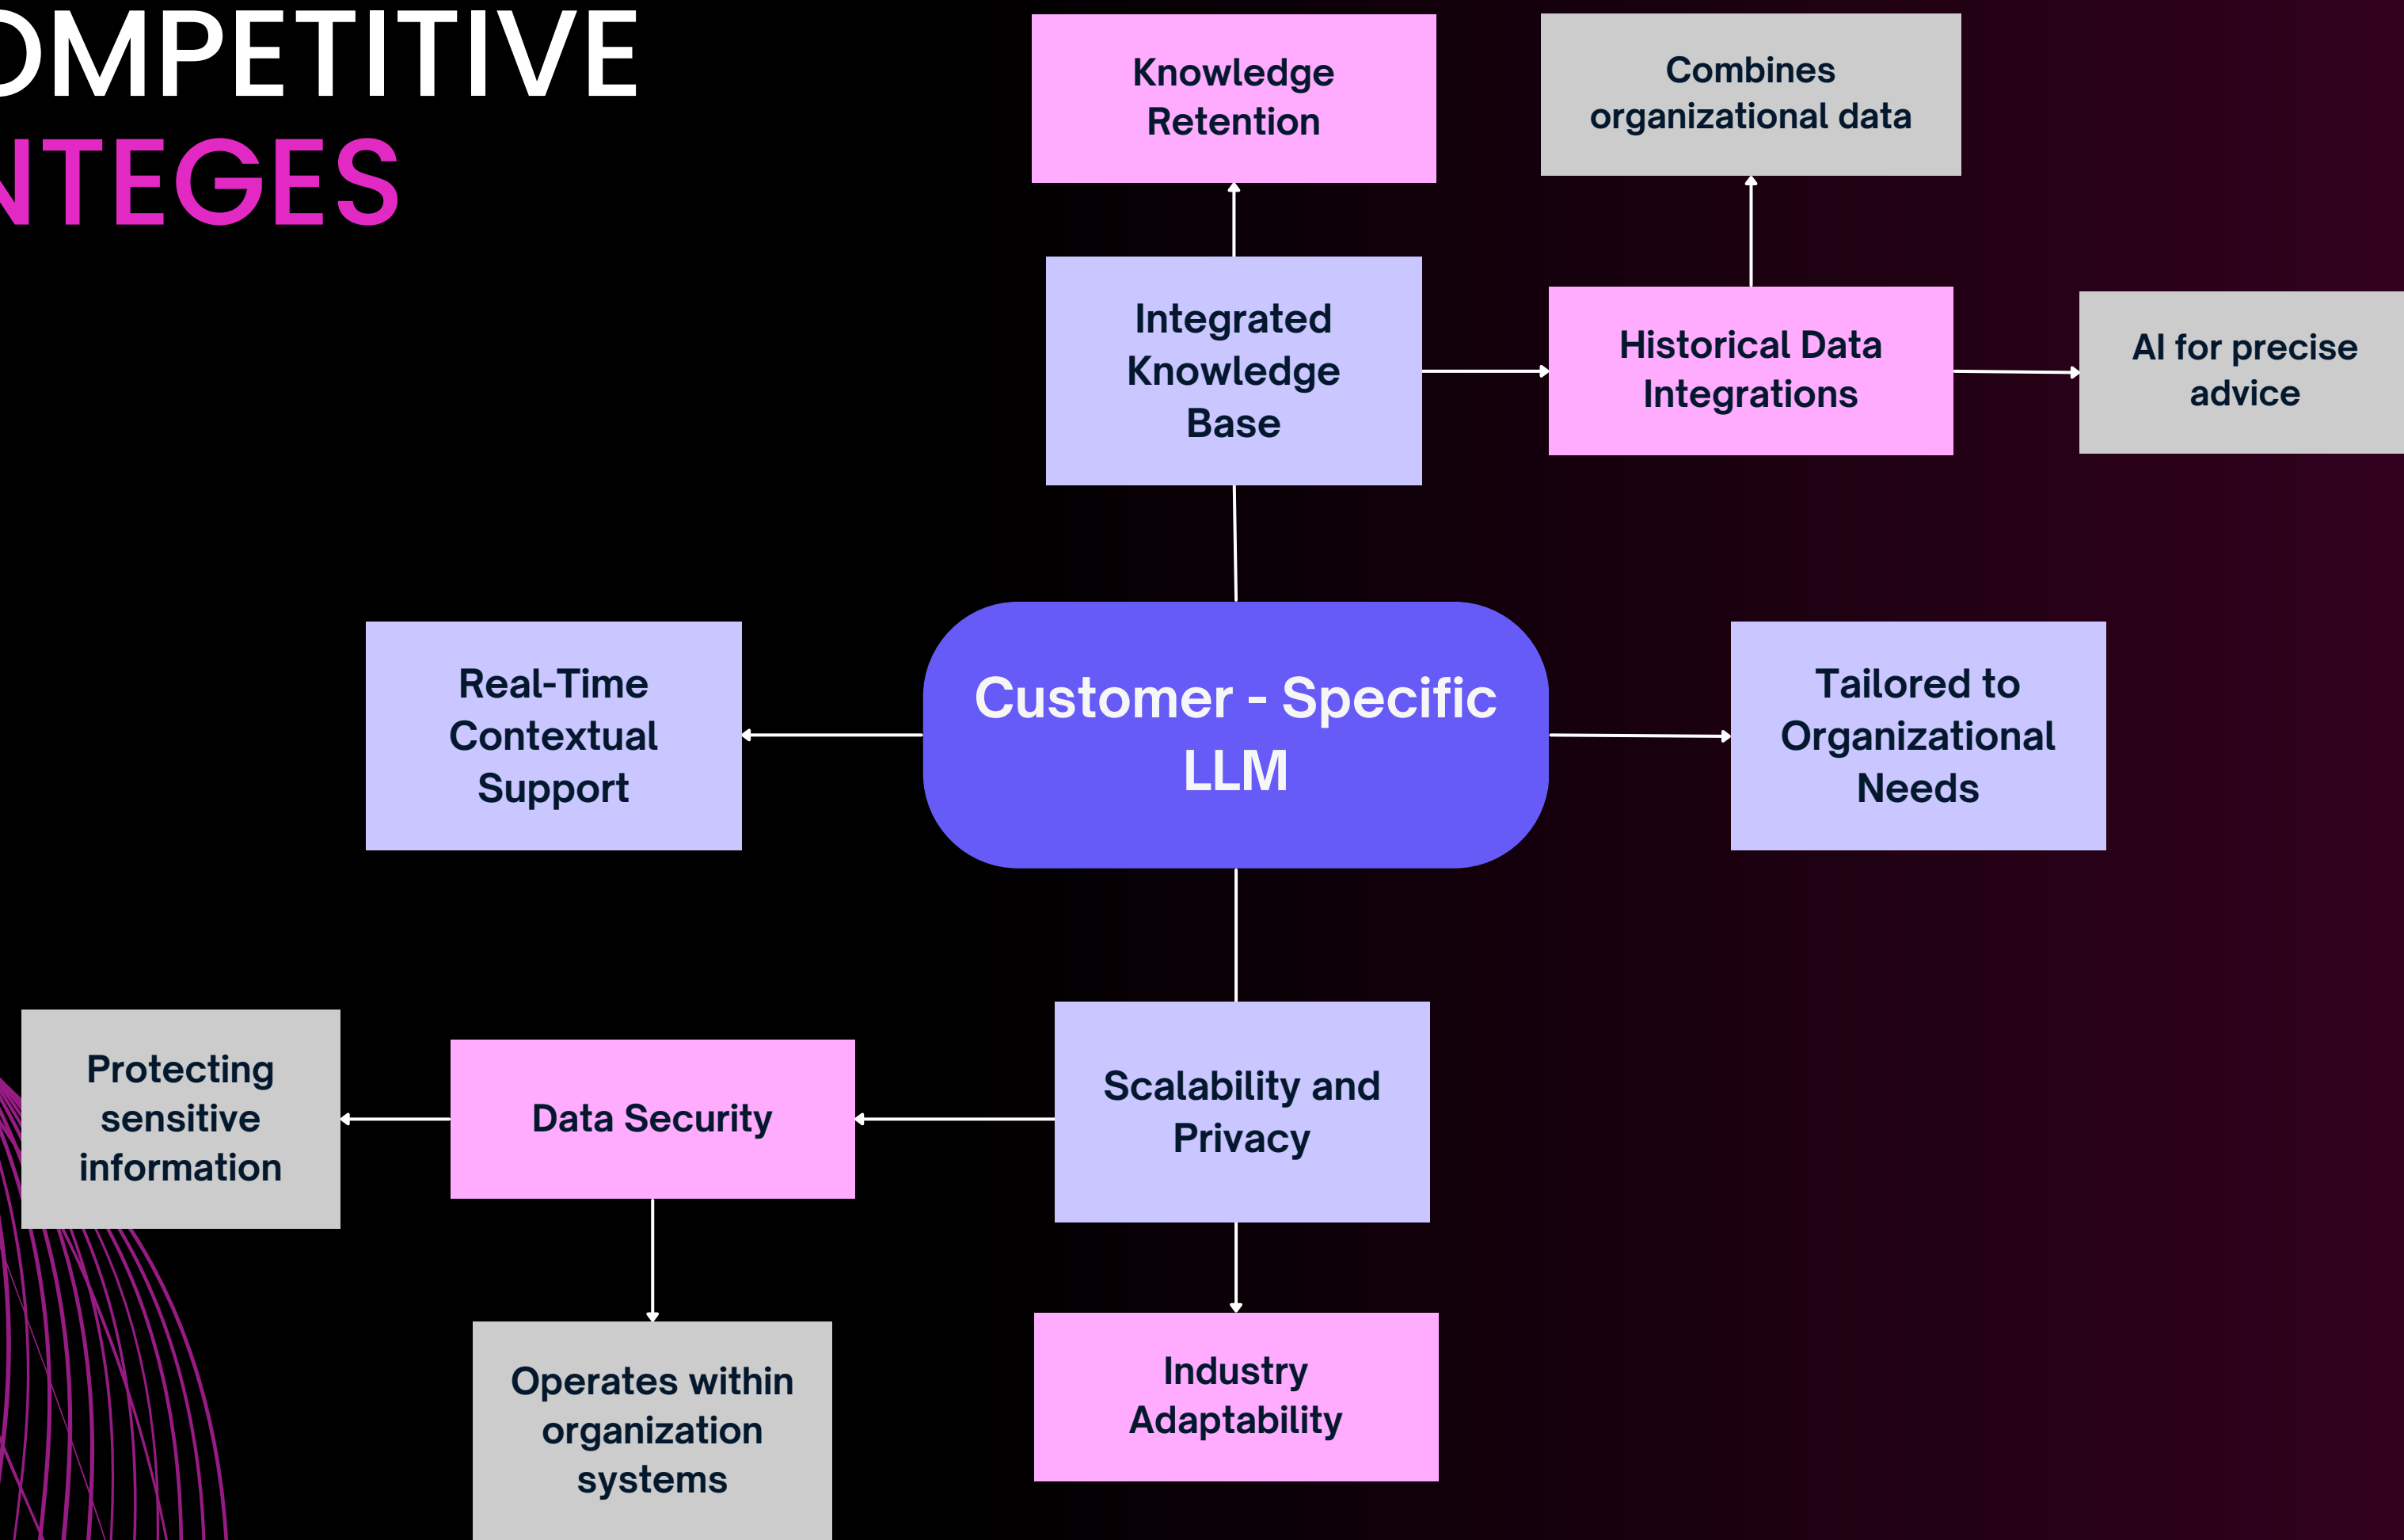 OMPETITIVE
NTEGES
Knowledge
Retention
Combines
organizational data
Integrated
Knowledge
Base
Historical Data
Integrations
AI for precise
advice
Real-Time
Contextual
Support
Customer - Specific
LLM
Tailored to
Organizational
Needs
Protecting
sensitive
information
Data Security
Scalability and
Privacy
Operates within
organization
systems
Industry
Adaptability